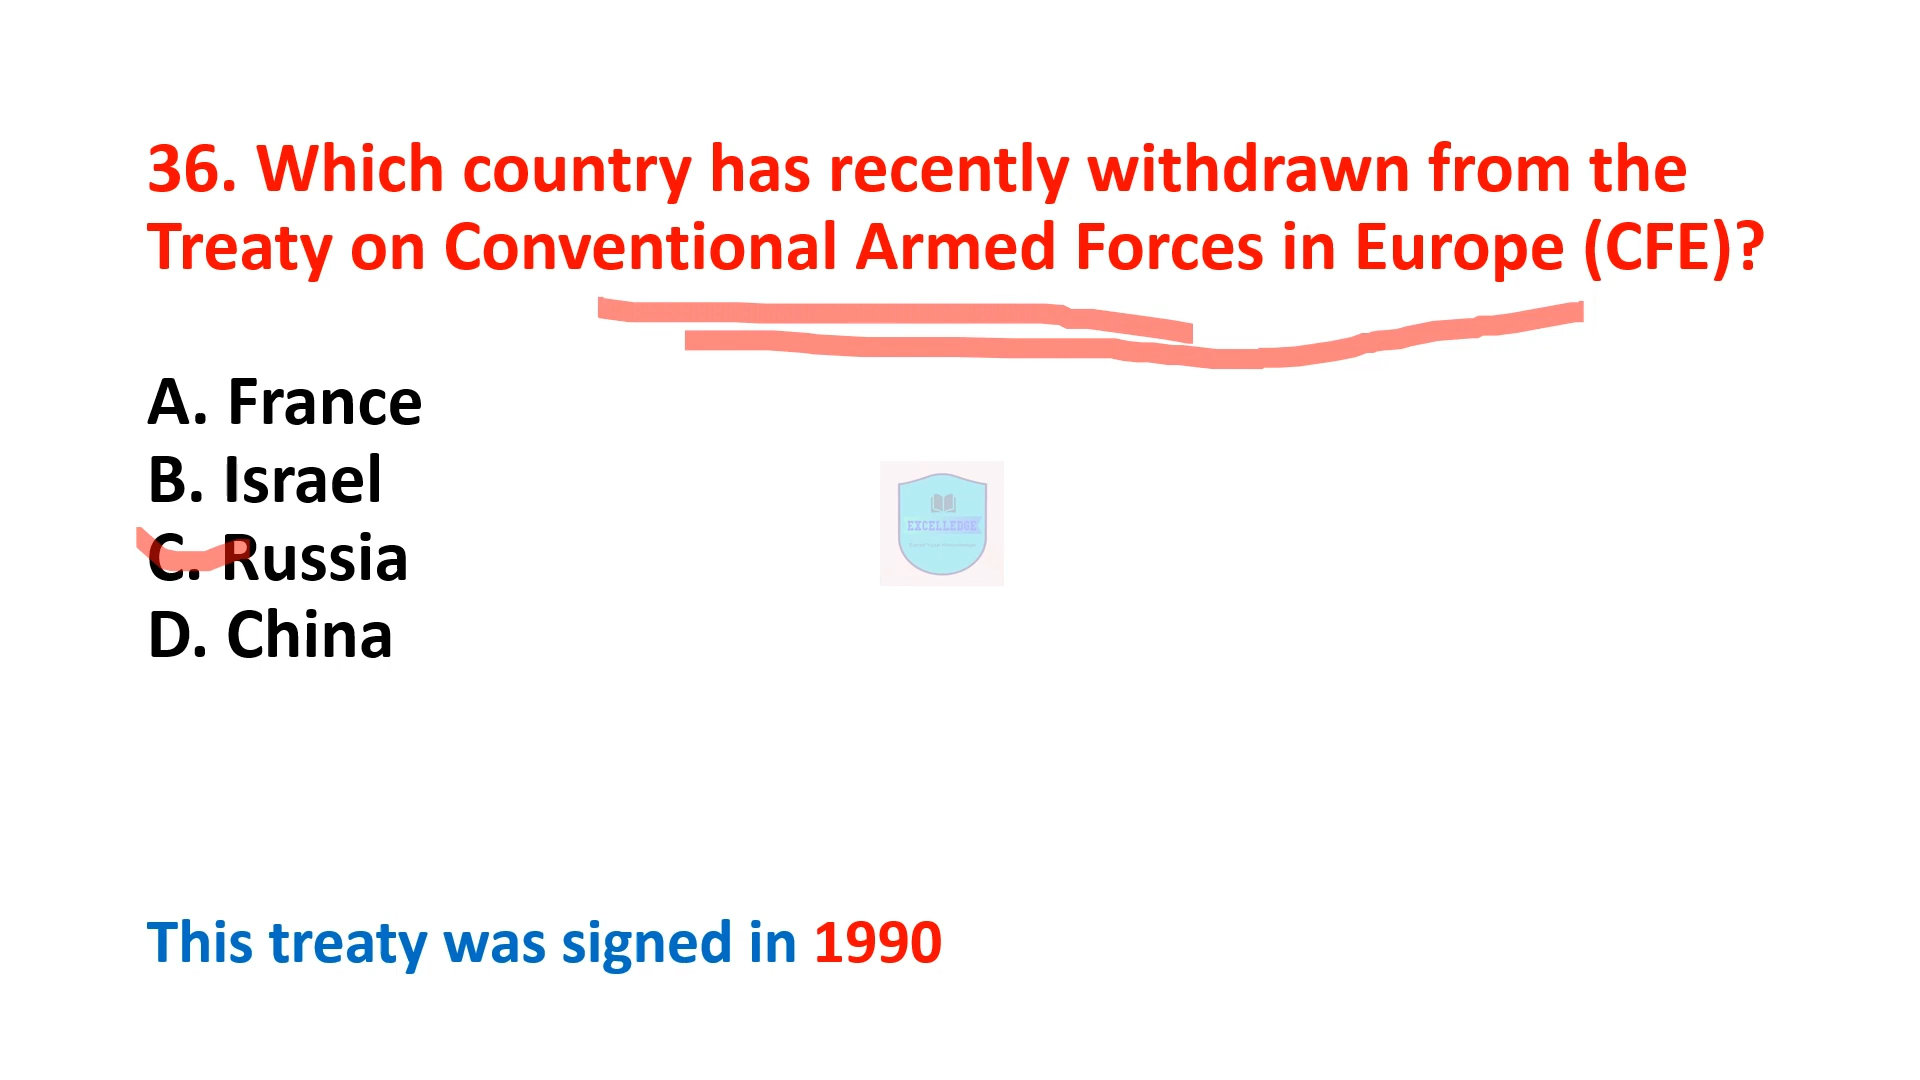 36. Which country has recently withdrawn from the
Treaty on Conventional Armed Forces in Europe (CFE)?
A. France
B. Israel
C. Russia
D. China
EXCELLEDGE
This treaty was signed in 1990